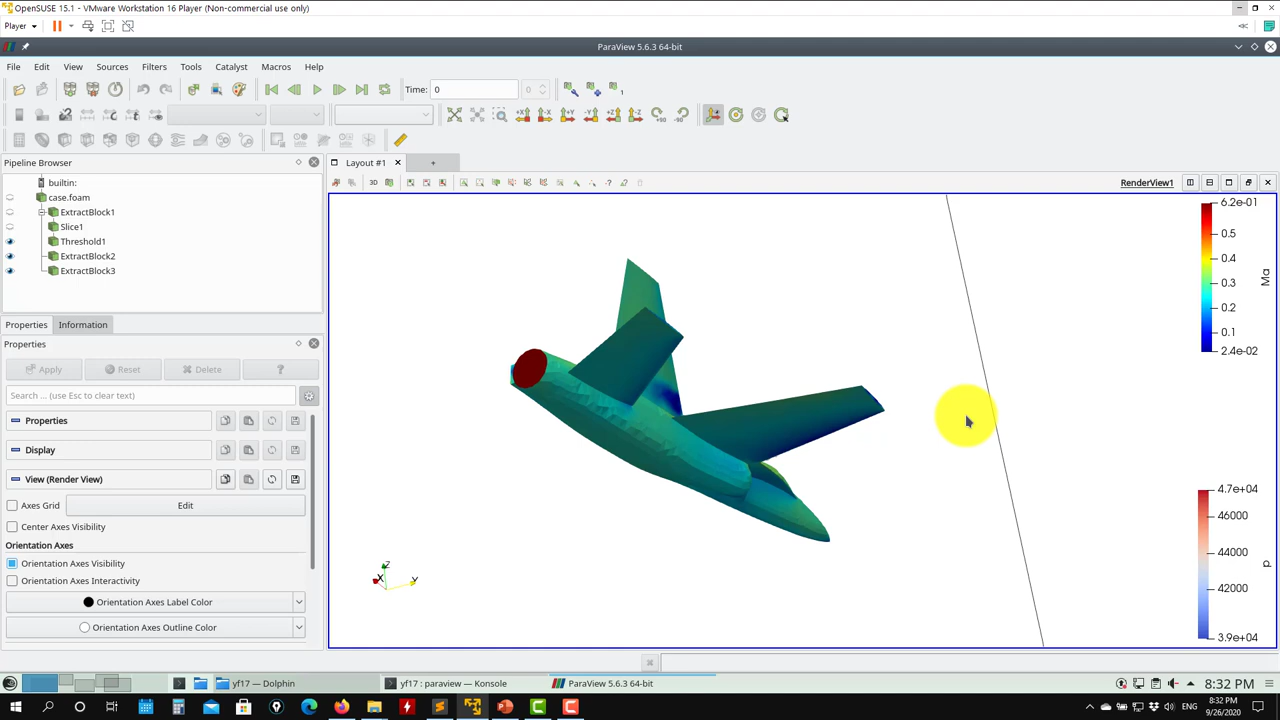 OpenSUSE 15.1 - VMware Workstation 16 Player (Non-commercial use only)
Player
ParaView 5.6.3 64-bit
File Edit View Sources Filters Tools Catalyst Macros Help
Time: 0 0
+X -X +Y -Y +Z -Z +90 -90
Pipeline Browser
Layout #1
+
builtin:
3D
RenderView1
case.foam
ExtractBlock1
Slice1
Threshold1
ExtractBlock2
ExtractBlock3
6.2e-01
0.5
0.4
0.3
0.2
0.1
2.4e-02
Ma
Properties Information
Properties
Apply Reset Delete ?
Search ... (use Esc to clear text)
Properties
Display
View (Render View)
Axes Grid Edit
Center Axes Visibility
Orientation Axes
Orientation Axes Visibility
Orientation Axes Interactivity
Orientation Axes Label Color
Orientation Axes Outline Color
Z
X
Y
4.7e+04
46000
44000
42000
3.9e+04
p
yf17 — Dolphin
yf17 : paraview — Konsole
ParaView 5.6.3 64-bit
8:32 PM
8:32 PM
9/26/2020